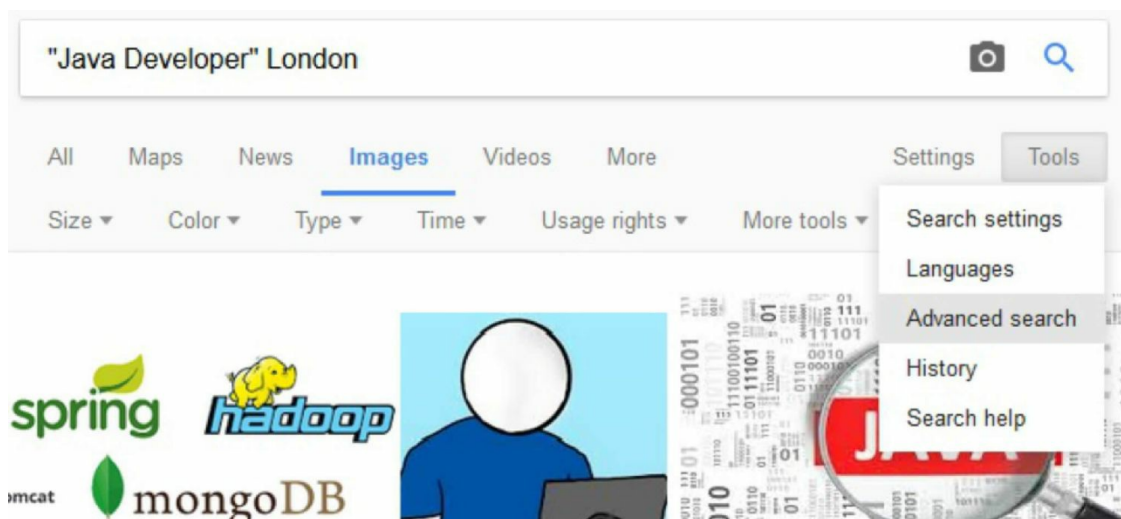 "Java Developer" London
All Maps News Images Videos More Settings Tools
Size Color Type Time Usage rights More tools
Search settings
Languages
Advanced search
History
Search help
spring
hadoop
JAVA
omcat
mongoDB